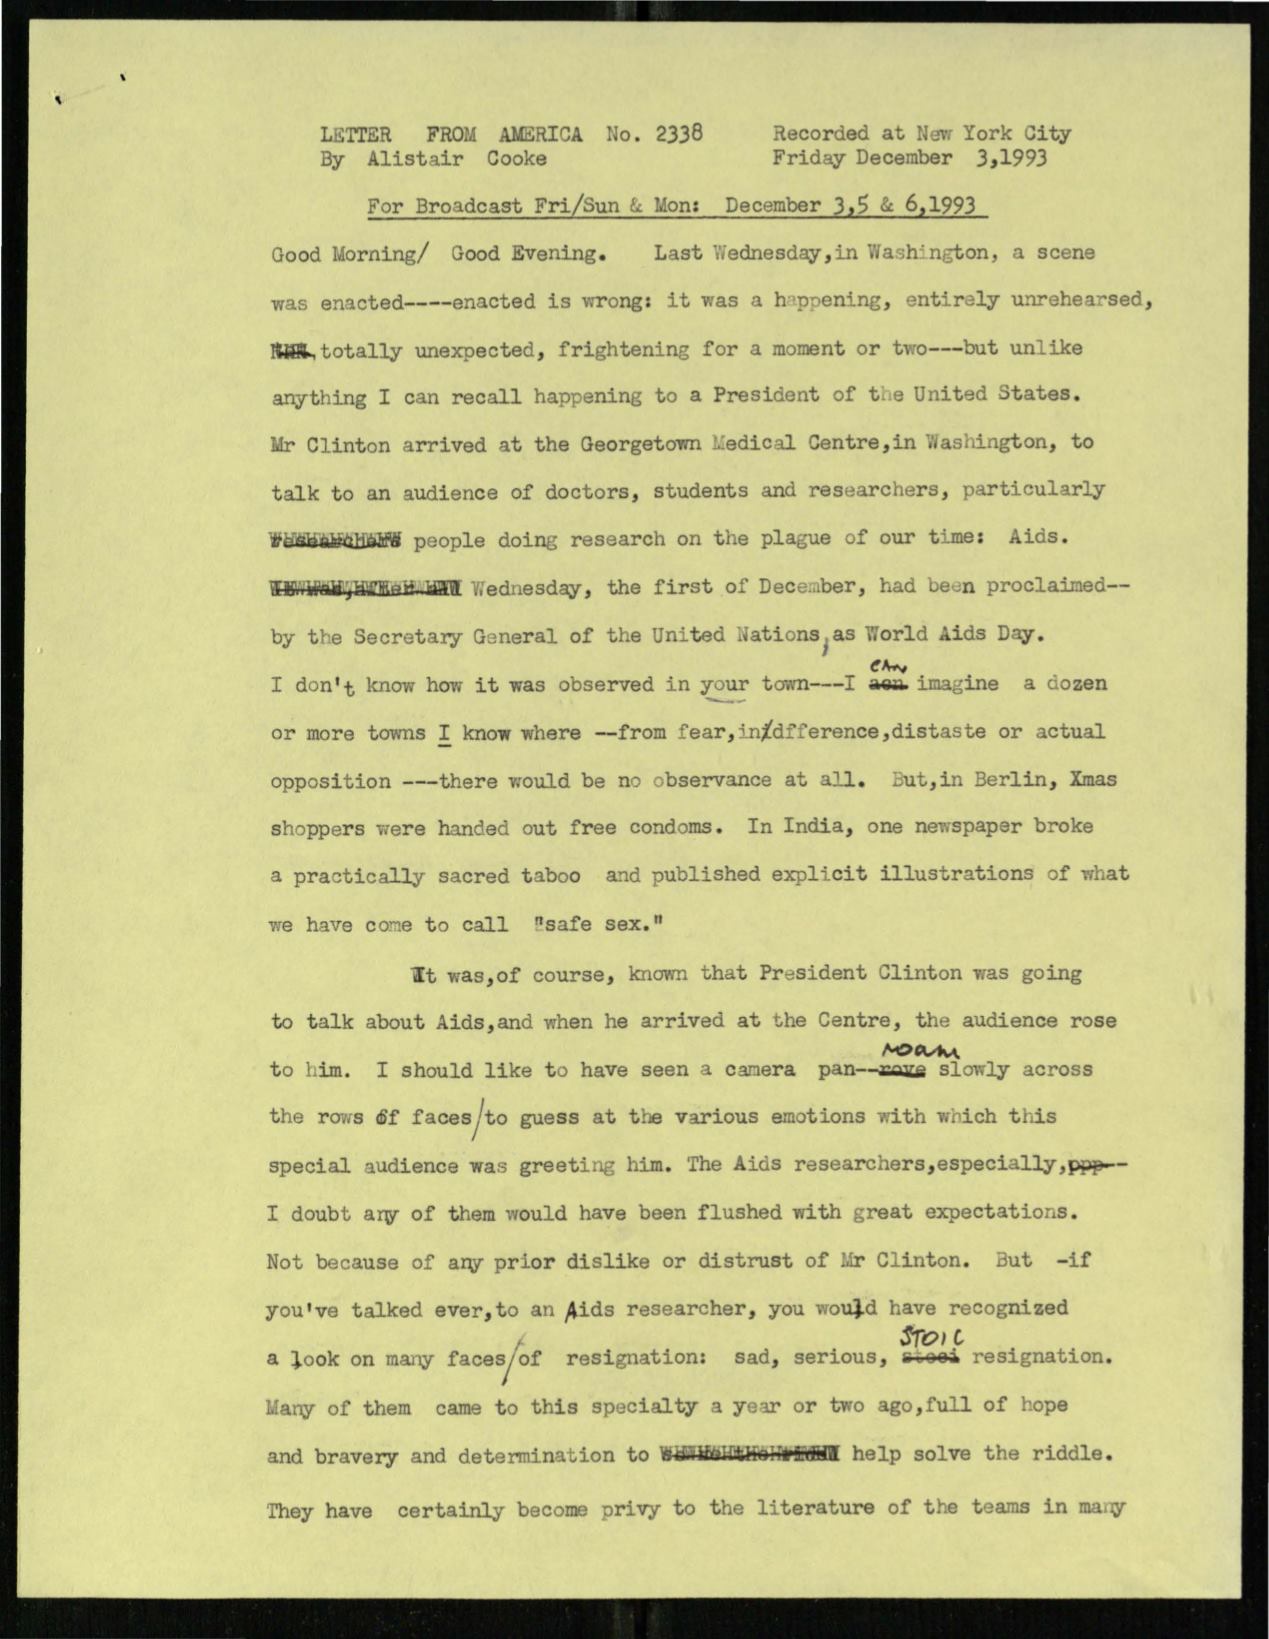 LETTER FROM AMERICA No. 2338 Recorded at New York City
By Alistair Cooke Friday December 3,1993
For Broadcast Fri/Sun & Mon: December 3,5 & 6,1993
Good Morning/ Good Evening. Last Wednesday,in Washington, a scene
was enacted----enacted is wrong: it was a happening, entirely unrehearsed,
totally unexpected, frightening for a moment or two---but unlike
anything I can recall happening to a President of the United States.
Mr Clinton arrived at the Georgetown Medical Centre,in Washington, to
talk to an audience of doctors, students and researchers, particularly
researchers people doing research on the plague of our time: Aids.
Wednesday, the first of December, had been proclaimed--
by the Secretary General of the United Nations, as World Aids Day.
can
I don't know how it was observed in your town---I acn imagine a dozen
or more towns I know where --from fear,in/dfference,distaste or actual
opposition ---there would be no observance at all. But,in Berlin, Xmas
shoppers were handed out free condoms. In India, one newspaper broke
a practically sacred taboo and published explicit illustrations of what
we have come to call "safe sex."
It was,of course, known that President Clinton was going
to talk about Aids,and when he arrived at the Centre, the audience rose
roam
to him. I should like to have seen a camera pan--rove slowly across
the rows of faces/to guess at the various emotions with which this
special audience was greeting him. The Aids researchers,especially,ppp--
I doubt any of them would have been flushed with great expectations.
Not because of any prior dislike or distrust of Mr Clinton. But -if
you've talked ever,to an Aids researcher, you would have recognized
STOIC
a look on many faces/of resignation: sad, serious, stoci resignation.
Many of them came to this specialty a year or two ago,full of hope
and bravery and determination to help solve the riddle.
They have certainly become privy to the literature of the teams in many